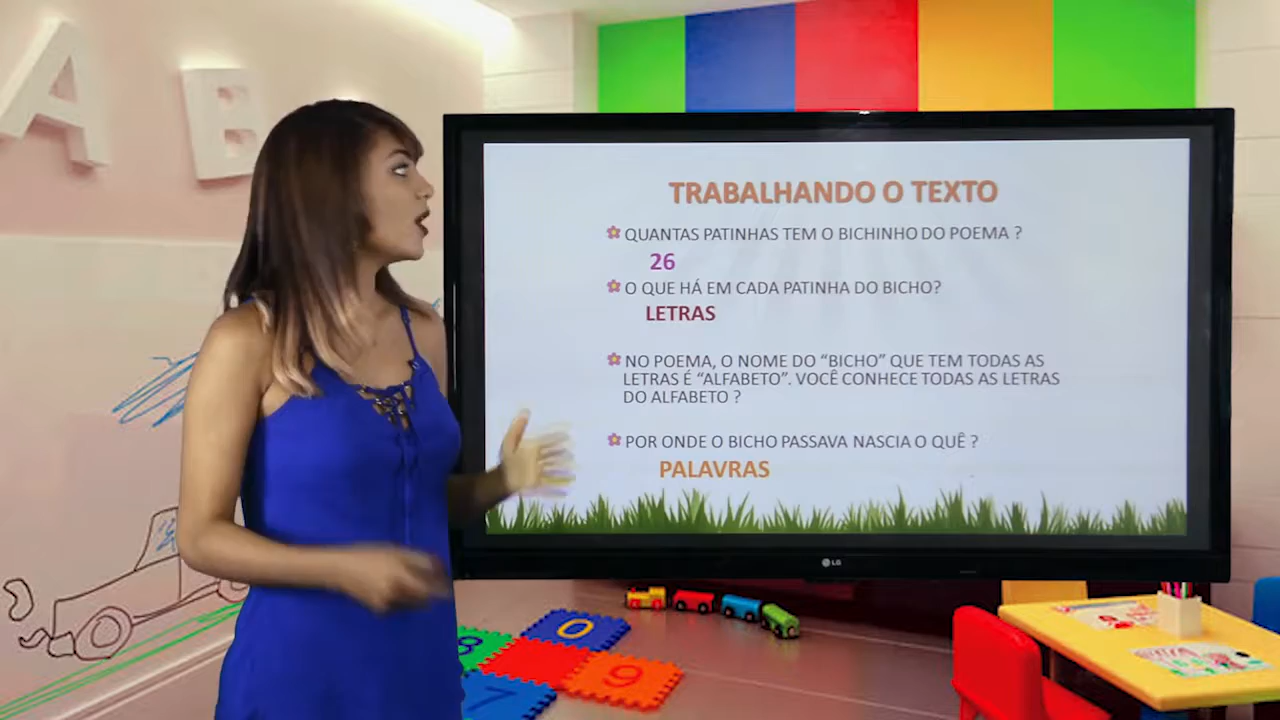 A B
TRABALHANDO O TEXTO
QUANTAS PATINHAS TEM O BICHINHO DO POEMA ?
26
O QUE HÁ EM CADA PATINHA DO BICHO?
LETRAS
NO POEMA, O NOME DO “BICHO” QUE TEM TODAS AS
LETRAS É “ALFABETO”. VOCÊ CONHECE TODAS AS LETRAS
DO ALFABETO ?
POR ONDE O BICHO PASSAVA NASCIA O QUÊ ?
PALAVRAS
LG
0
8
9
7